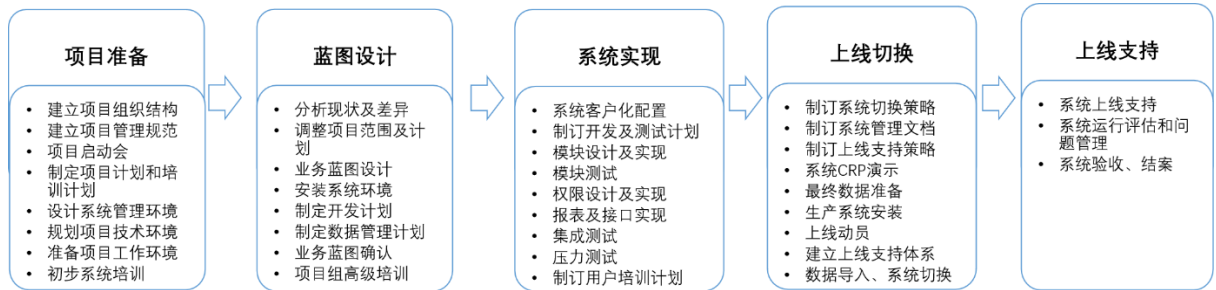 项目准备
• 建立项目组织结构
• 建立项目管理规范
• 项目启动会
• 制定项目计划和培
训计划
• 设计系统管理环境
• 规划项目技术环境
• 准备项目工作环境
• 初步系统培训
蓝图设计
• 分析现状及差异
• 调整项目范围及计
划
• 业务蓝图设计
• 安装系统环境
• 制定开发计划
• 制定数据管理计划
• 业务蓝图确认
• 项目组高级培训
系统实现
• 系统客户化配置
• 制订开发及测试计划
• 模块设计及实现
• 模块测试
• 权限设计及实现
• 报表及接口实现
• 集成测试
• 压力测试
• 制订用户培训计划
上线切换
• 制订系统切换策略
• 制订系统管理文档
• 制订上线支持策略
• 系统CRP演示
• 最终数据准备
• 生产系统安装
• 上线动员
• 建立上线支持体系
• 数据导入、系统切换
上线支持
• 系统上线支持
• 系统运行评估和问
题管理
• 系统验收、结案